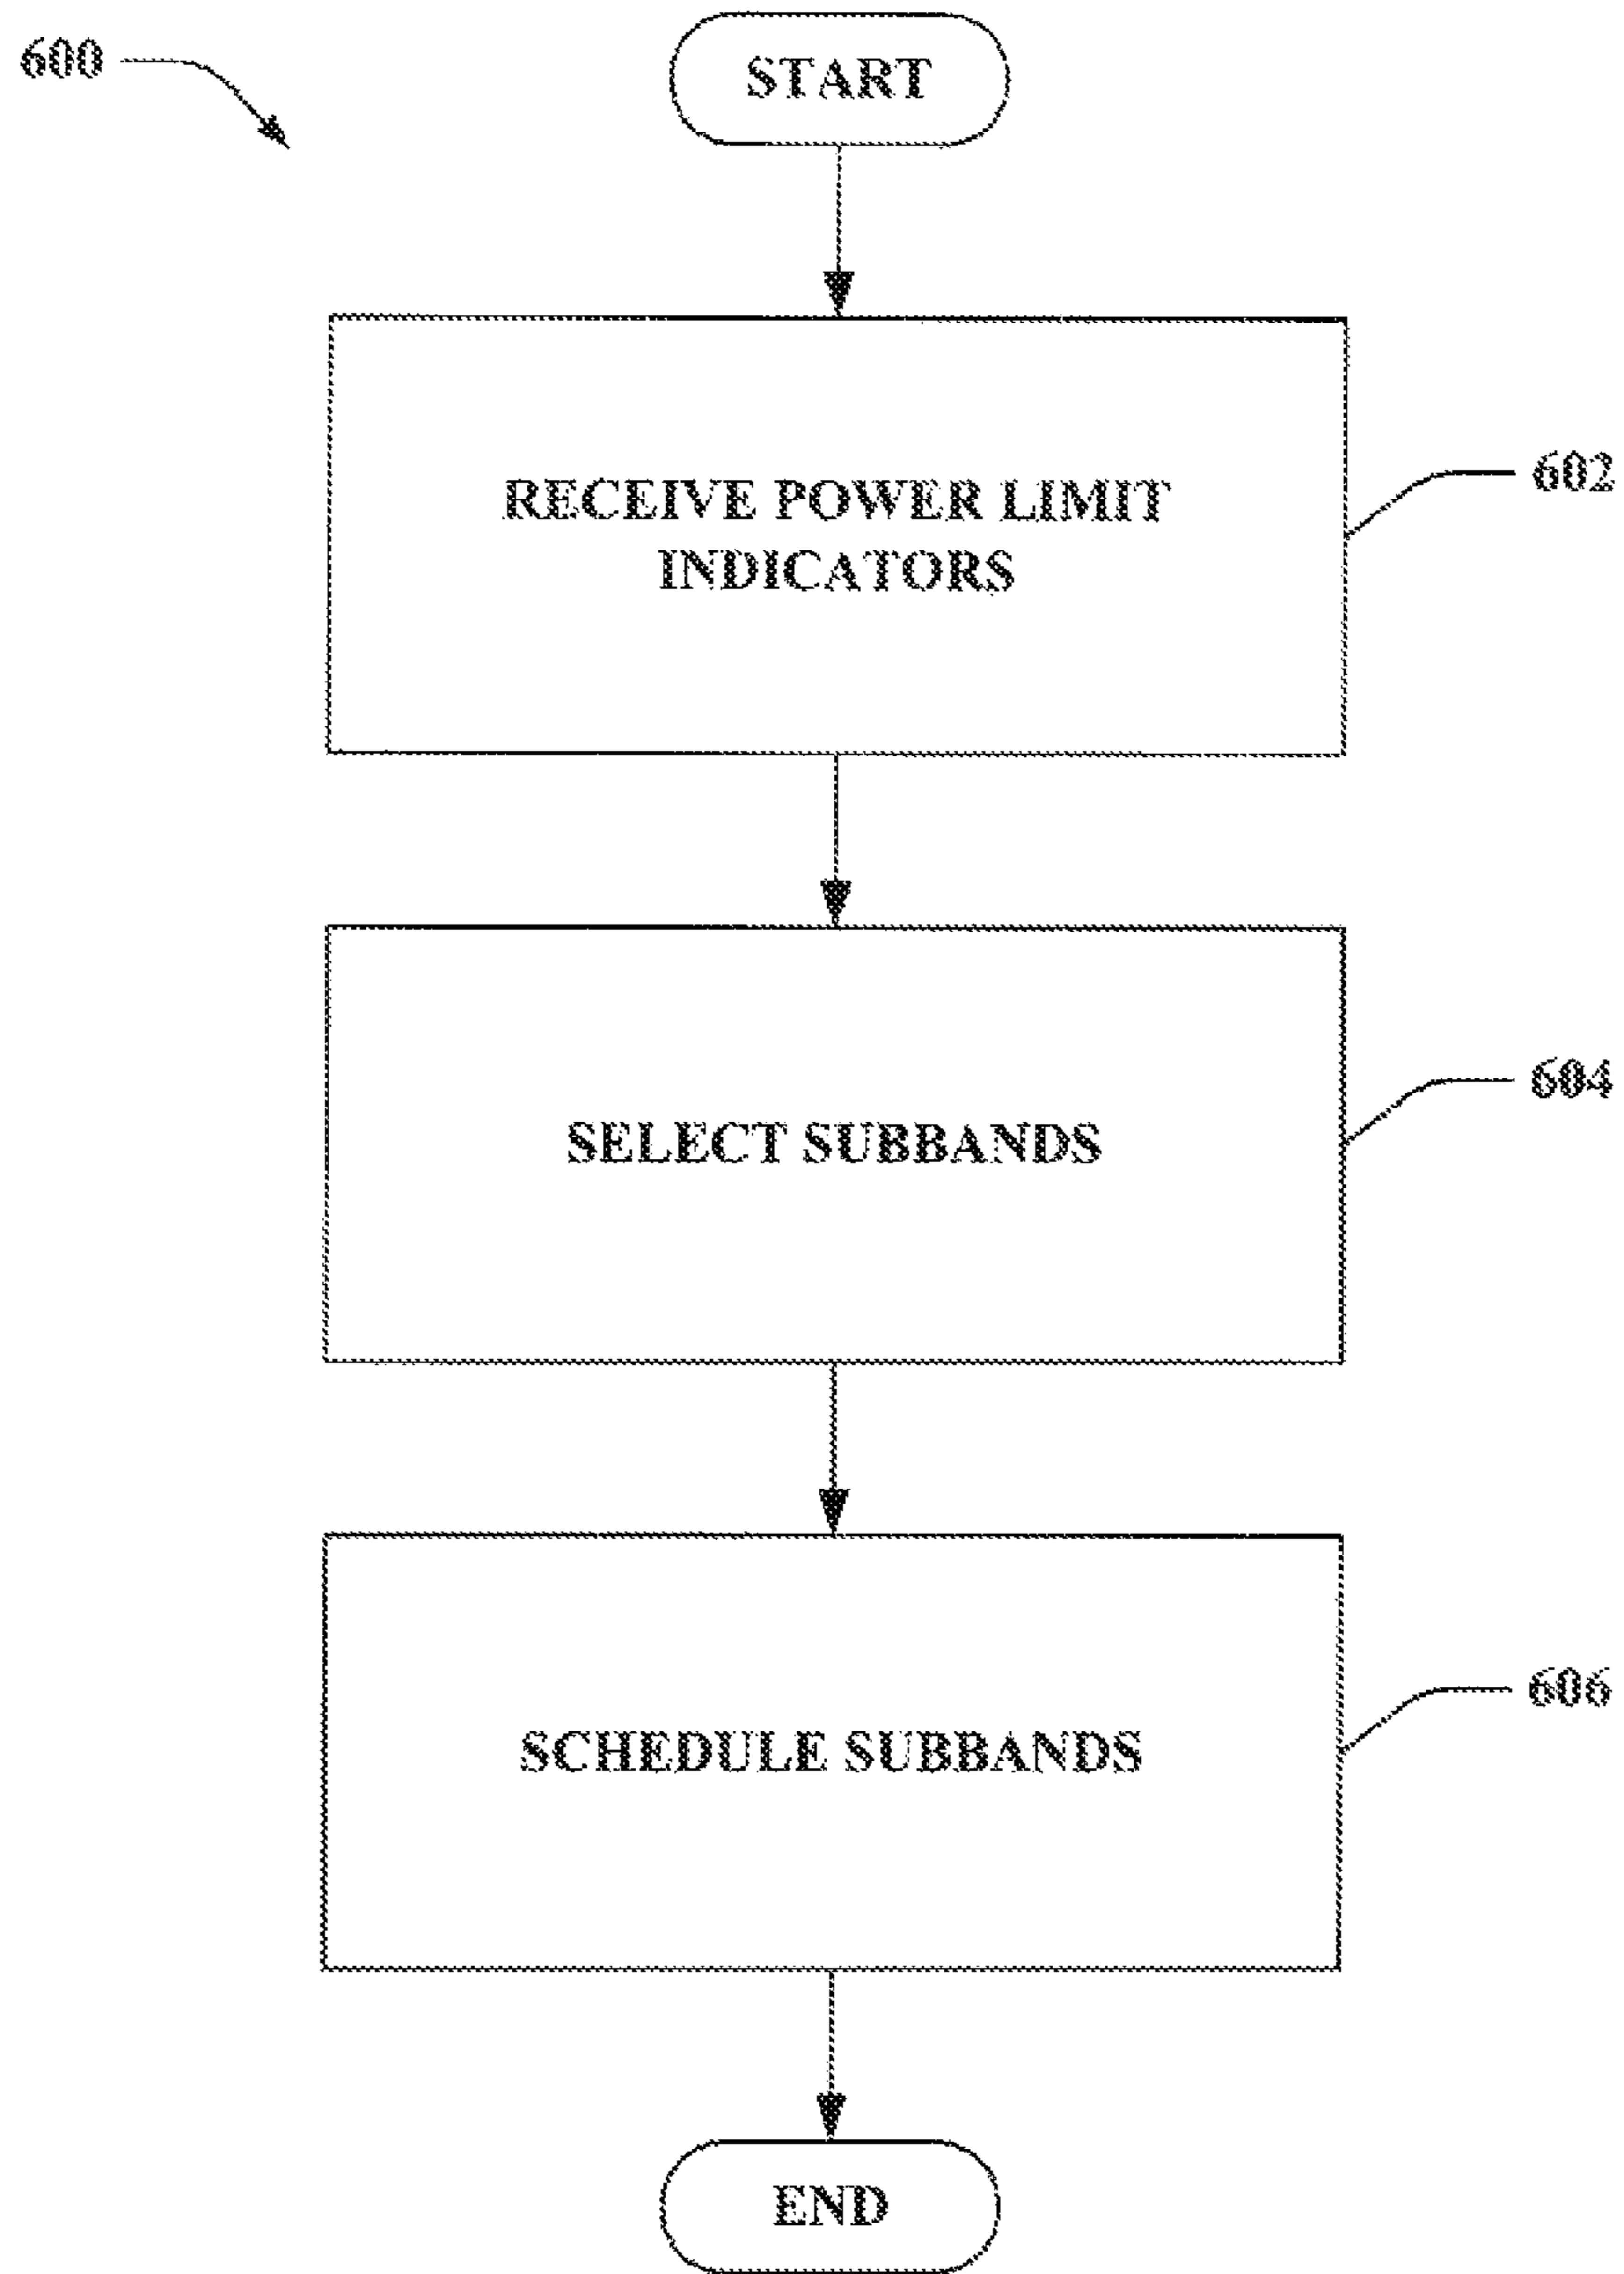 600
START
RECEIVE POWER LIMIT
INDICATORS
602
SELECT SUBBANDS
604
SCHEDULE SUBBANDS
606
END